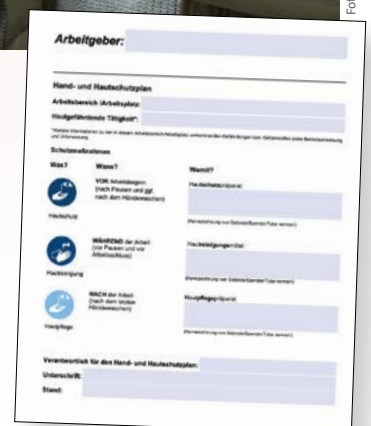 Fo
Arbeitgeber:
Hand- und Hautschutzplan
Arbeitsbereich /Arbeitsplatz:
Hautgefährdende Tätigkeit*:
Schutzmaßnahmen
Was? Wann? Womit?
VOR Arbeitsbeginn
(nach Pausen und ggf.
nach dem Händewaschen)
Hautschutzpräparat:
Hautschutz
WÄHREND der Arbeit
(vor Pausen und vor
Arbeitsschluss)
Hautreinigungsmittel:
Hautreinigung
NACH der Arbeit
(nach dem letzten
Händewaschen)
Hautpflegepräparat:
Hautpflege
Verantwortlich für den Hand- und Hautschutzplan:
Unterschrift:
Stand: